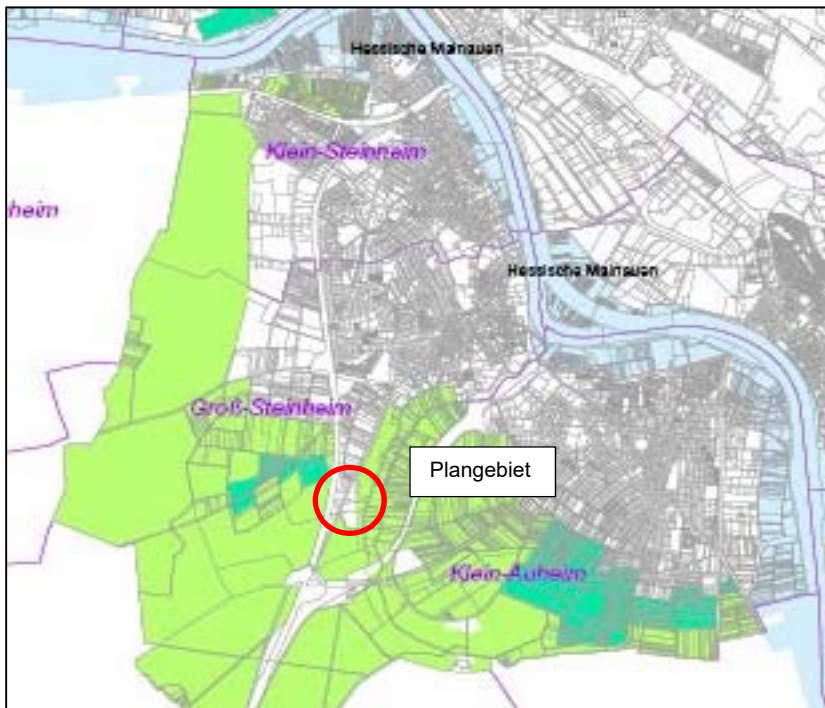 Hessische Mainauen
Klein-Steinheim
heim
Hessische Mainauen
Groß-Steinheim
Plangebiet
Klein-Auheim